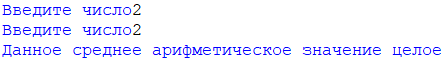 Введите число2
Введите число2
Данное среднее арифметическое значение целое